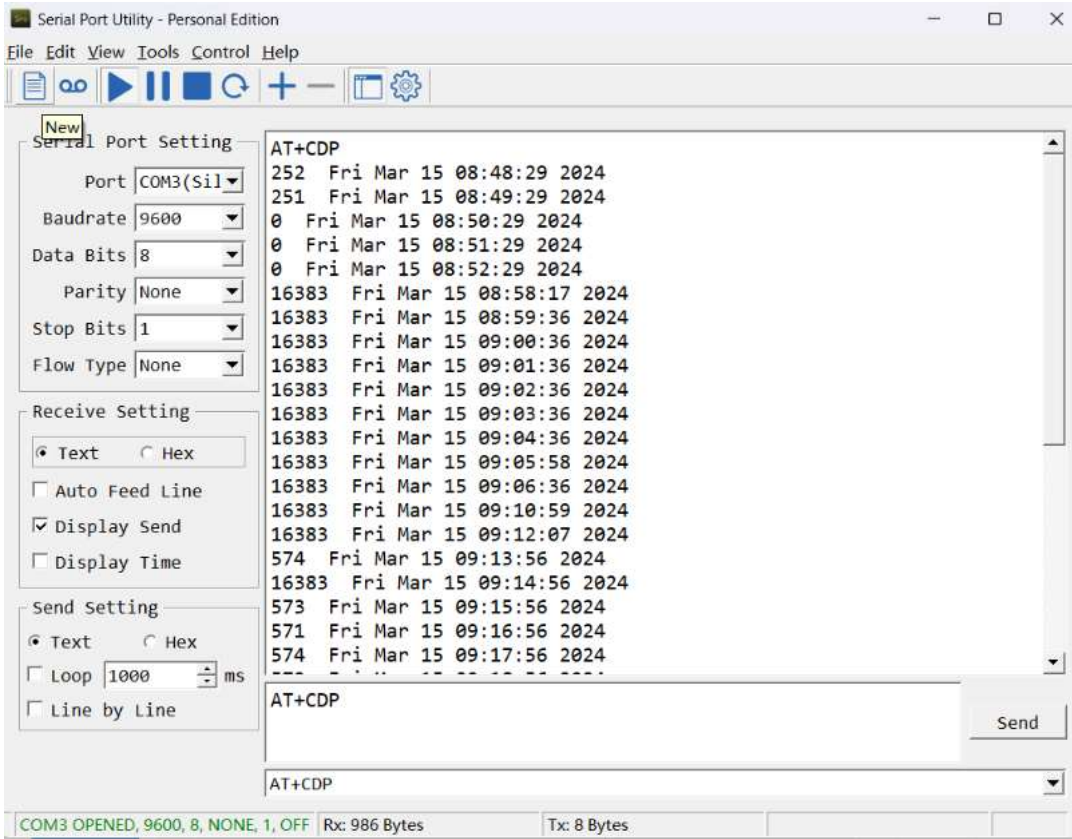 Serial Port Utility - Personal Edition
File Edit View Tools Control Help
New
Serial Port Setting
Port COM3(Sil
Baudrate 9600
Data Bits 8
Parity None
Stop Bits 1
Flow Type None
Receive Setting
Text Hex
Auto Feed Line
Display Send
Display Time
Send Setting
Text Hex
Loop 1000 ms
Line by Line
AT+CDP
252 Fri Mar 15 08:48:29 2024
251 Fri Mar 15 08:49:29 2024
0 Fri Mar 15 08:50:29 2024
0 Fri Mar 15 08:51:29 2024
0 Fri Mar 15 08:52:29 2024
16383 Fri Mar 15 08:58:17 2024
16383 Fri Mar 15 08:59:36 2024
16383 Fri Mar 15 09:00:36 2024
16383 Fri Mar 15 09:01:36 2024
16383 Fri Mar 15 09:02:36 2024
16383 Fri Mar 15 09:03:36 2024
16383 Fri Mar 15 09:04:36 2024
16383 Fri Mar 15 09:05:58 2024
16383 Fri Mar 15 09:06:36 2024
16383 Fri Mar 15 09:10:59 2024
16383 Fri Mar 15 09:12:07 2024
574 Fri Mar 15 09:13:56 2024
16383 Fri Mar 15 09:14:56 2024
573 Fri Mar 15 09:15:56 2024
571 Fri Mar 15 09:16:56 2024
574 Fri Mar 15 09:17:56 2024
AT+CDP
Send
AT+CDP
COM3 OPENED, 9600, 8, NONE, 1, OFF Rx: 986 Bytes Tx: 8 Bytes